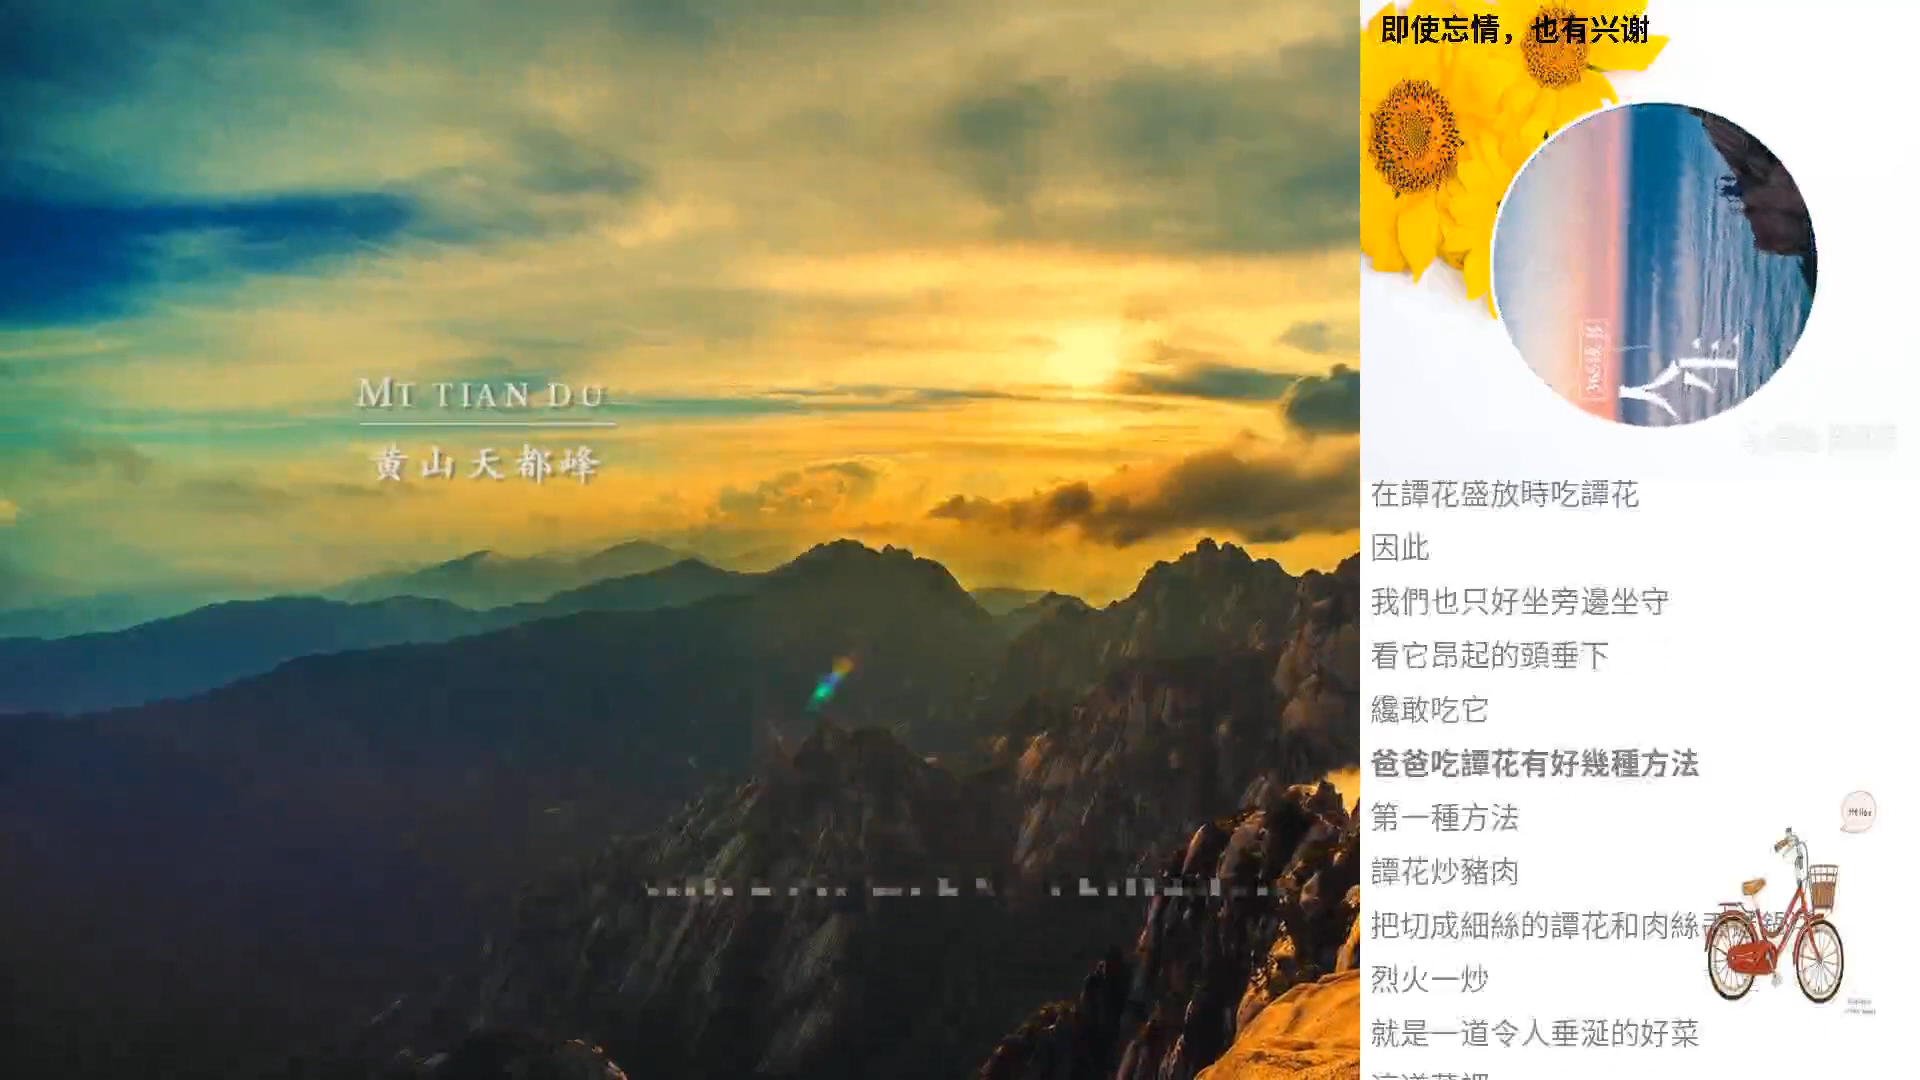 MT TIAN DU
黄山天都峰
即使忘情，也有兴谢
人生
在譚花盛放時吃譚花
因此
我們也只好坐旁邊坐守
看它昂起的頭垂下
纔敢吃它
爸爸吃譚花有好幾種方法
第一種方法
譚花炒豬肉
把切成細絲的譚花和肉絲
烈火一炒
就是一道令人垂涎的好菜